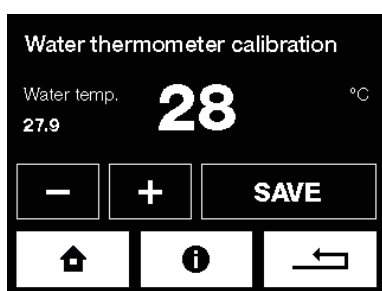 Water thermometer calibration
Water temp.
27.9
28
°C
− + SAVE